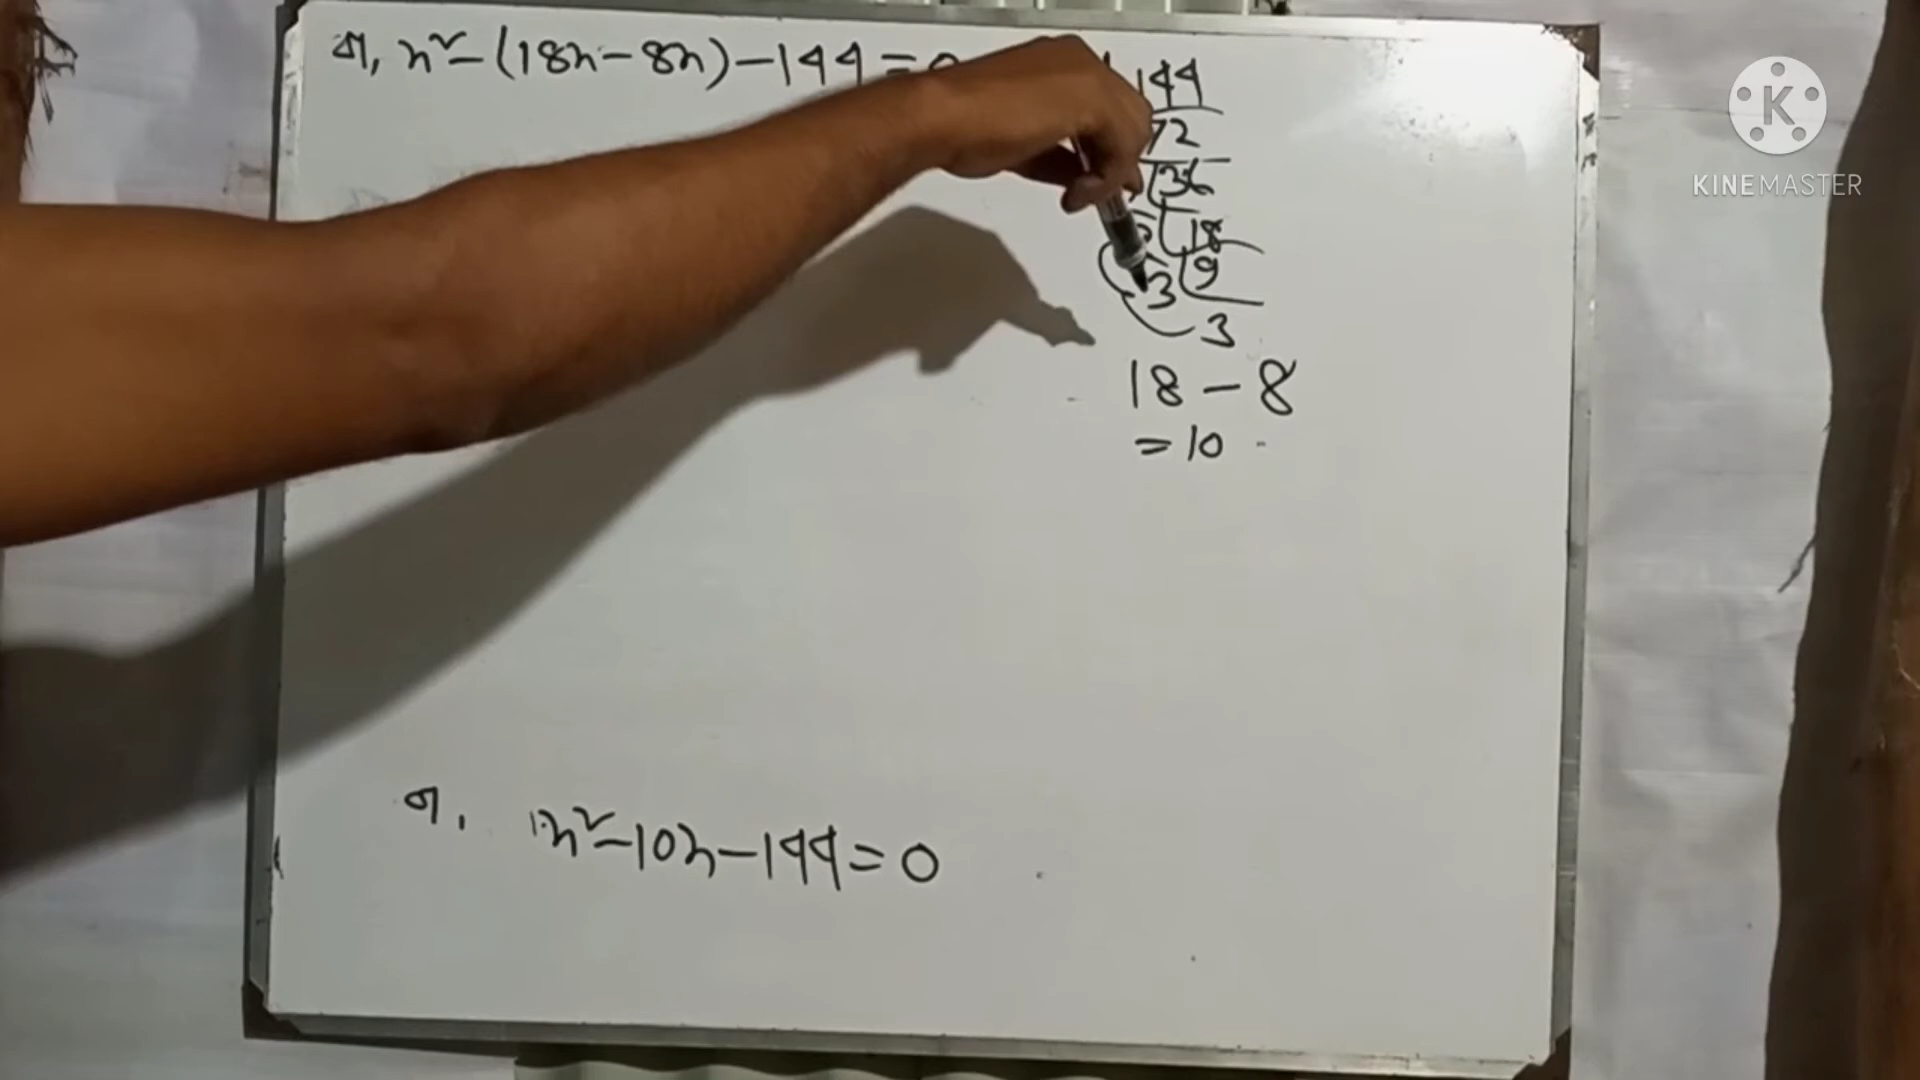 বা, x² - (18x - 8x) - 144 = 0
144
72
36
18
3 9
3
18 - 8
= 10
বা, x² - 10x - 144 = 0
KINEMASTER